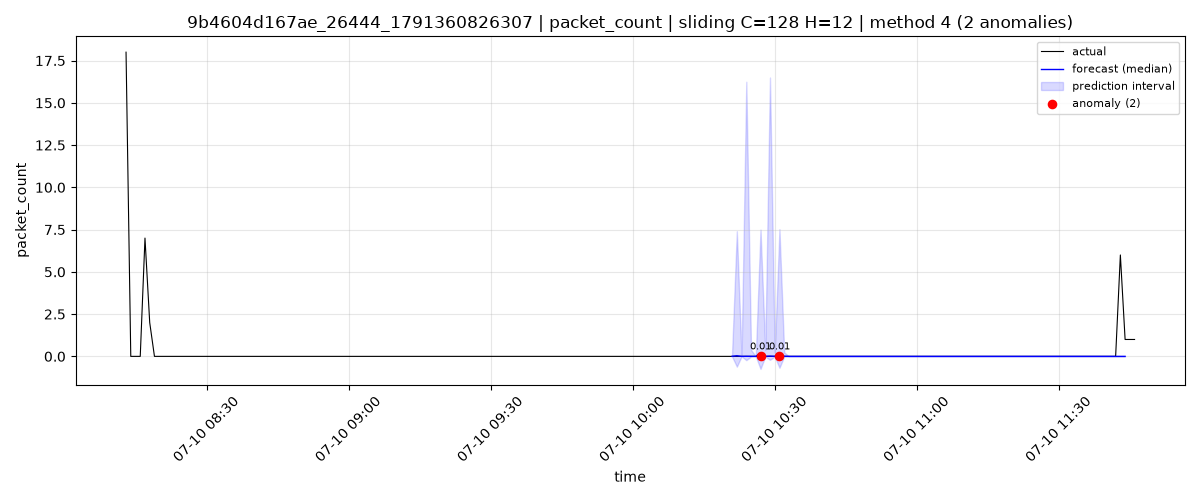 9b4604d167ae_26444_1791360826307 | packet_count | sliding C=128 H=12 | method 4 (2 anomalies)
actual
forecast (median)
prediction interval
anomaly (2)
packet_count
17.5
15.0
12.5
10.0
7.5
5.0
2.5
0.0
0.01
0.01
07-10 08:30
07-10 09:00
07-10 09:30
07-10 10:00
07-10 10:30
07-10 11:00
07-10 11:30
time